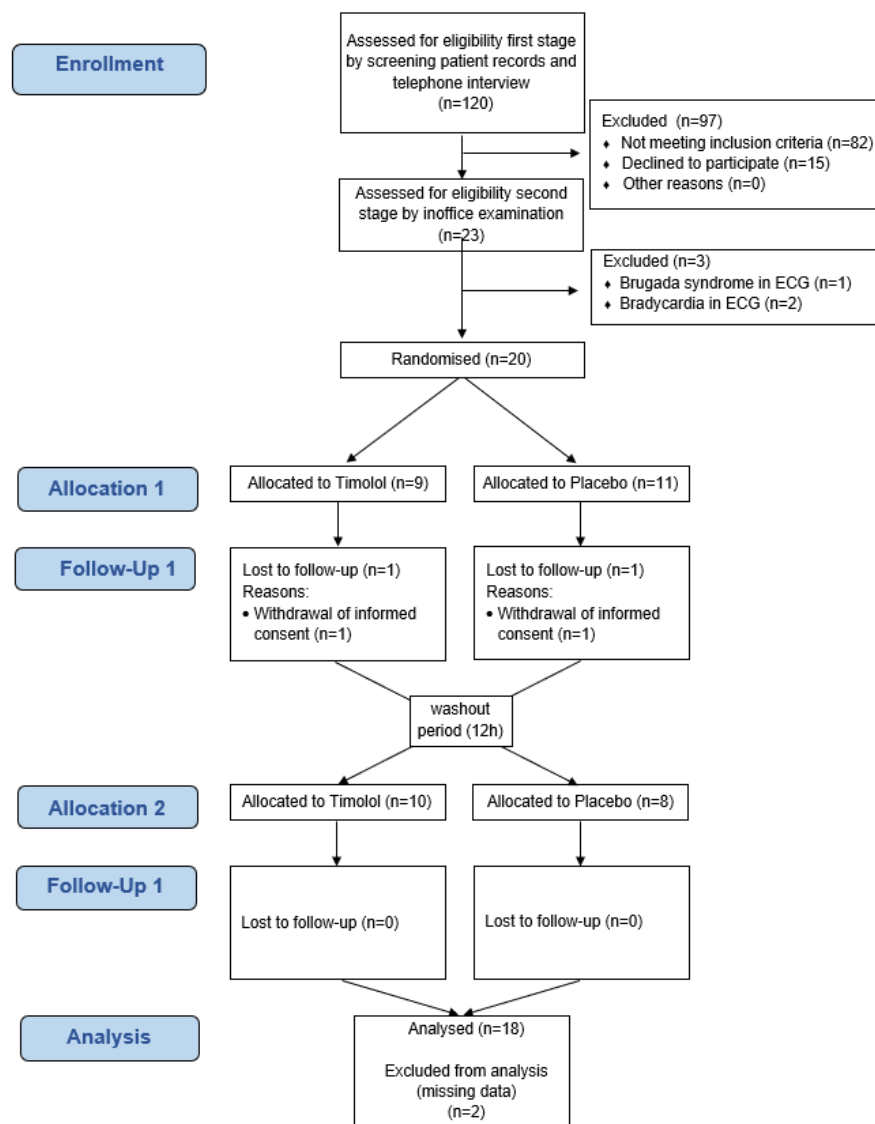 Enrollment
Assessed for eligibility first stage
by screening patient records and
telephone interview
(n=120)
Excluded (n=97)
♦ Not meeting inclusion criteria (n=82)
♦ Declined to participate (n=15)
♦ Other reasons (n=0)
Assessed for eligibility second
stage by inoffice examination
(n=23)
Excluded (n=3)
♦ Brugada syndrome in ECG (n=1)
♦ Bradycardia in ECG (n=2)
Randomised (n=20)
Allocation 1
Allocated to Timolol (n=9)
Allocated to Placebo (n=11)
Follow-Up 1
Lost to follow-up (n=1)
Reasons:
• Withdrawal of informed
consent (n=1)
Lost to follow-up (n=1)
Reasons:
• Withdrawal of informed
consent (n=1)
washout
period (12h)
Allocation 2
Allocated to Timolol (n=10)
Allocated to Placebo (n=8)
Follow-Up 1
Lost to follow-up (n=0)
Lost to follow-up (n=0)
Analysis
Analysed (n=18)
Excluded from analysis
(missing data)
(n=2)